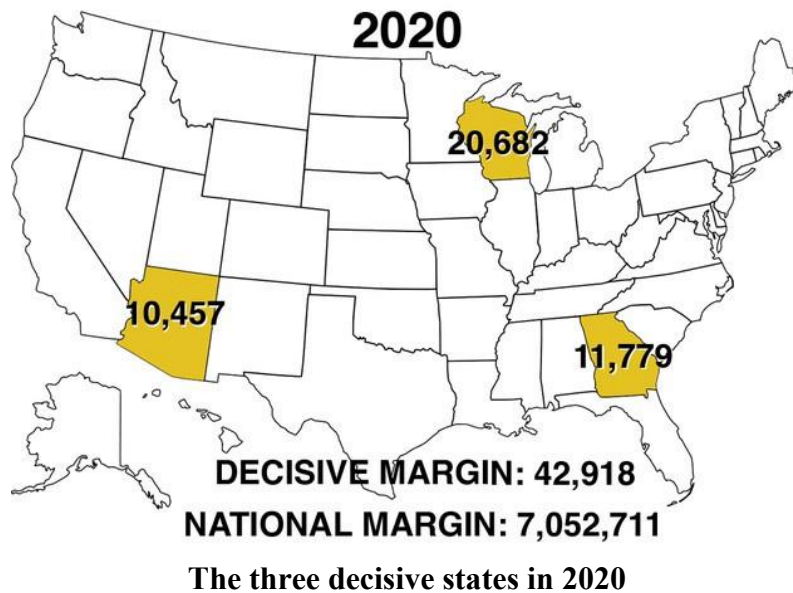 2020
20,682
10,457
11,779
DECISIVE MARGIN: 42,918
NATIONAL MARGIN: 7,052,711
The three decisive states in 2020